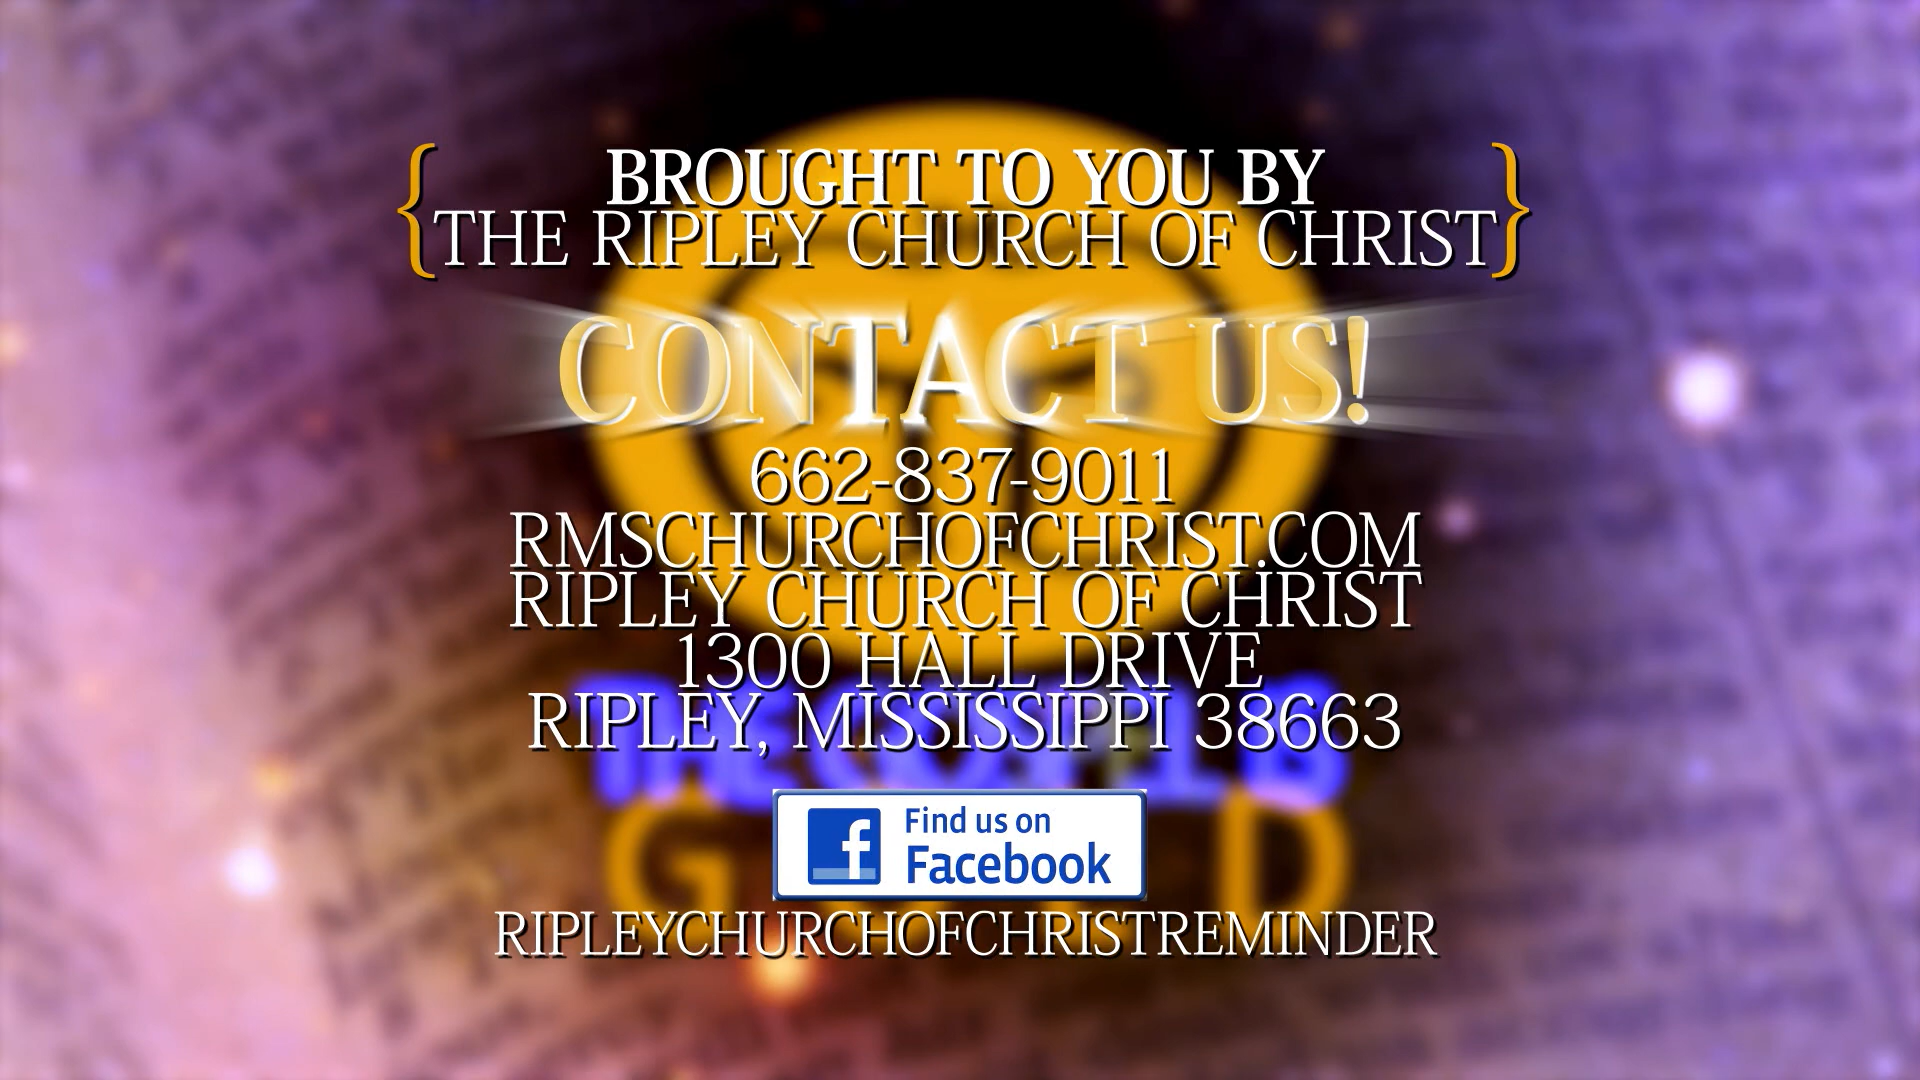 BROUGHT TO YOU BY
{THE RIPLEY CHURCH OF CHRIST}
CONTACT US!
662-837-9011
RMSCHURCHOFCHRIST.COM
RIPLEY CHURCH OF CHRIST
1300 HALL DRIVE
RIPLEY, MISSISSIPPI 38663
Find us on
Facebook
RIPLEYCHURCHOFCHRISTREMINDER